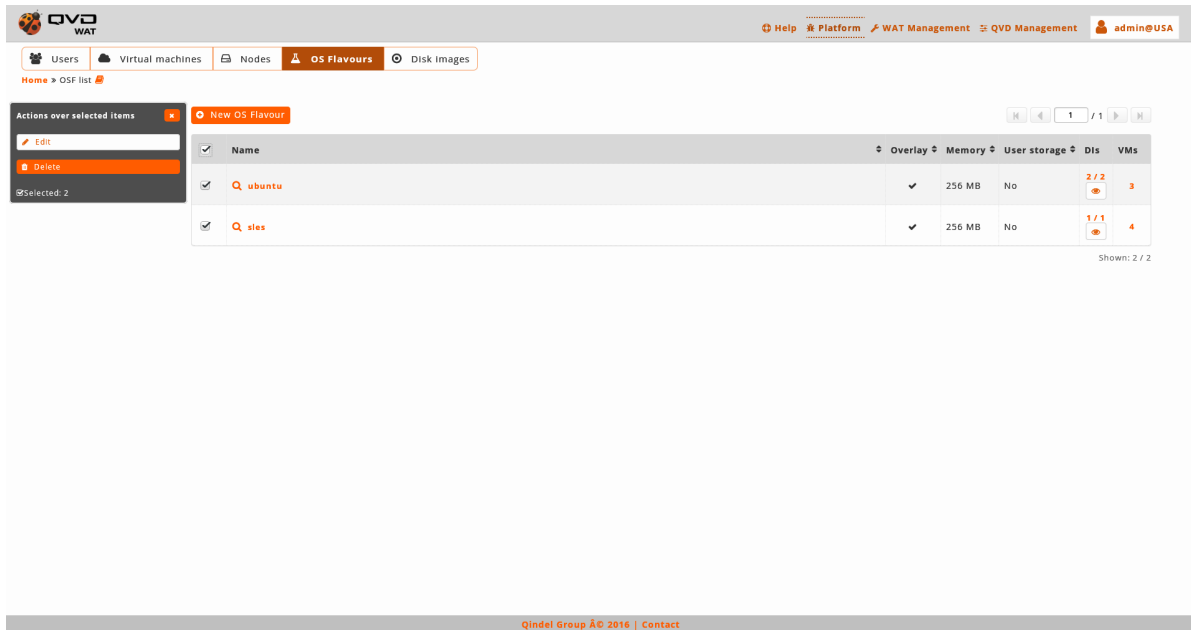 QVD
WAT
Help Platform WAT Management QVD Management admin@USA
Users Virtual machines Nodes OS Flavours Disk Images
Home » OSF list
Actions over selected items
Edit
Delete
Selected: 2
New OS Flavour
1 / 1
Name Overlay Memory User storage DIs VMs
ubuntu 256 MB No 2 / 2 3
sles 256 MB No 1 / 1 4
Shown: 2 / 2
Qindel Group Â© 2016 | Contact